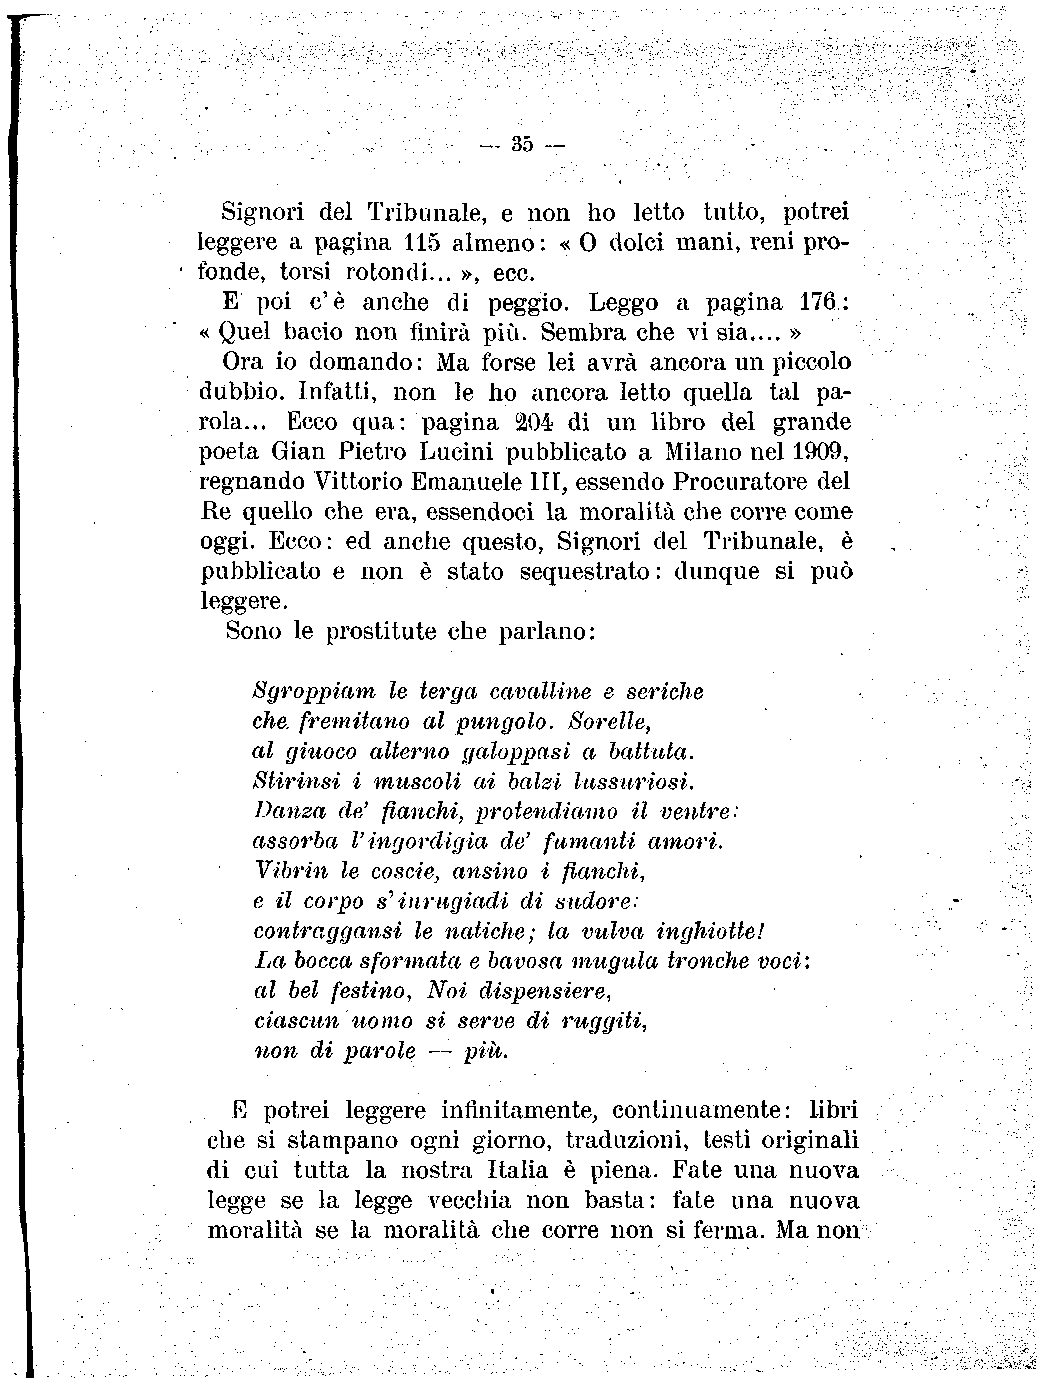 — 35 —
Signori del Tribunale, e non ho letto tutto, potrei
leggere a pagina 115 almeno: « O dolci mani, reni pro-
fonde, torsi rotondi... », ecc.
E poi c'è anche di peggio. Leggo a pagina 176.:
« Quel bacio non finirà più. Sembra che vi sia.... »
Ora io domando: Ma forse lei avrà ancora un piccolo
dubbio. Infatti, non le ho ancora letto quella tal pa-
rola... Ecco qua: pagina 204 di un libro del grande
poeta Gian Pietro Lucini pubblicato a Milano nel 1909,
regnando Vittorio Emanuele III, essendo Procuratore del
Re quello che era, essendoci la moralità che corre come
oggi. Ecco: ed anche questo, Signori del Tribunale, è
pubblicato e non è stato sequestrato: dunque si può
leggere.
Sono le prostitute che parlano:
Sgroppiam le terga cavalline e seriche
che fremitano al pungolo. Sorelle,
al giuoco alterno galoppasi a battuta.
Stirinsi i muscoli ai balzi lussuriosi.
Danza de' fianchi, protendiamo il ventre:
assorba l'ingordigia de' fumanti amori.
Vibrin le coscie, ansino i fianchi,
e il corpo s'inrugiadi di sudore:
contraggansi le natiche; la vulva inghiotte!
La bocca sformata e bavosa mugula tronche voci:
al bel festino, Noi dispensiere,
ciascun uomo si serve di ruggiti,
non di parole — più.
E potrei leggere infinitamente, continuamente: libri
che si stampano ogni giorno, traduzioni, testi originali
di cui tutta la nostra Italia è piena. Fate una nuova
legge se la legge vecchia non basta: fate una nuova
moralità se la moralità che corre non si ferma. Ma non